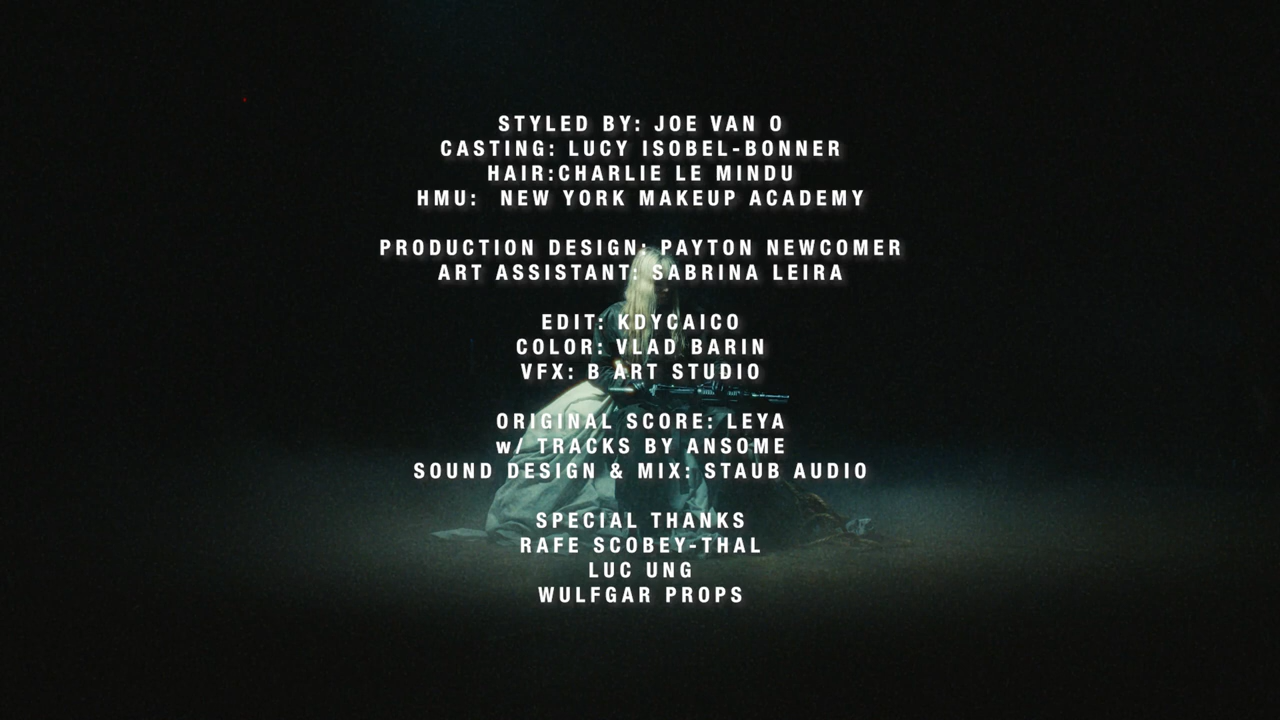 STYLED BY: JOE VAN O
CASTING: LUCY ISOBEL-BONNER
HAIR:CHARLIE LE MINDU
HMU:  NEW YORK MAKEUP ACADEMY
PRODUCTION DESIGN: PAYTON NEWCOMER
ART ASSISTANT: SABRINA LEIRA
EDIT: KDYCAICO
COLOR: VLAD BARIN
VFX: B ART STUDIO
ORIGINAL SCORE: LEYA
w/ TRACKS BY ANSOME
SOUND DESIGN & MIX: STAUB AUDIO
SPECIAL THANKS
RAFE SCOBEY-THAL
LUC UNG
WULFGAR PROPS